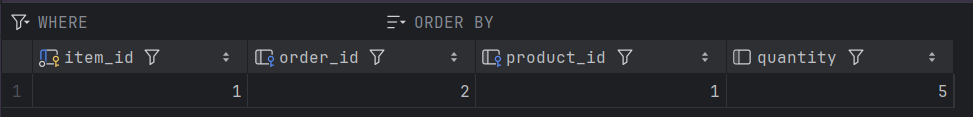 WHERE ORDER BY
item_id order_id product_id quantity
1 1 2 1 5